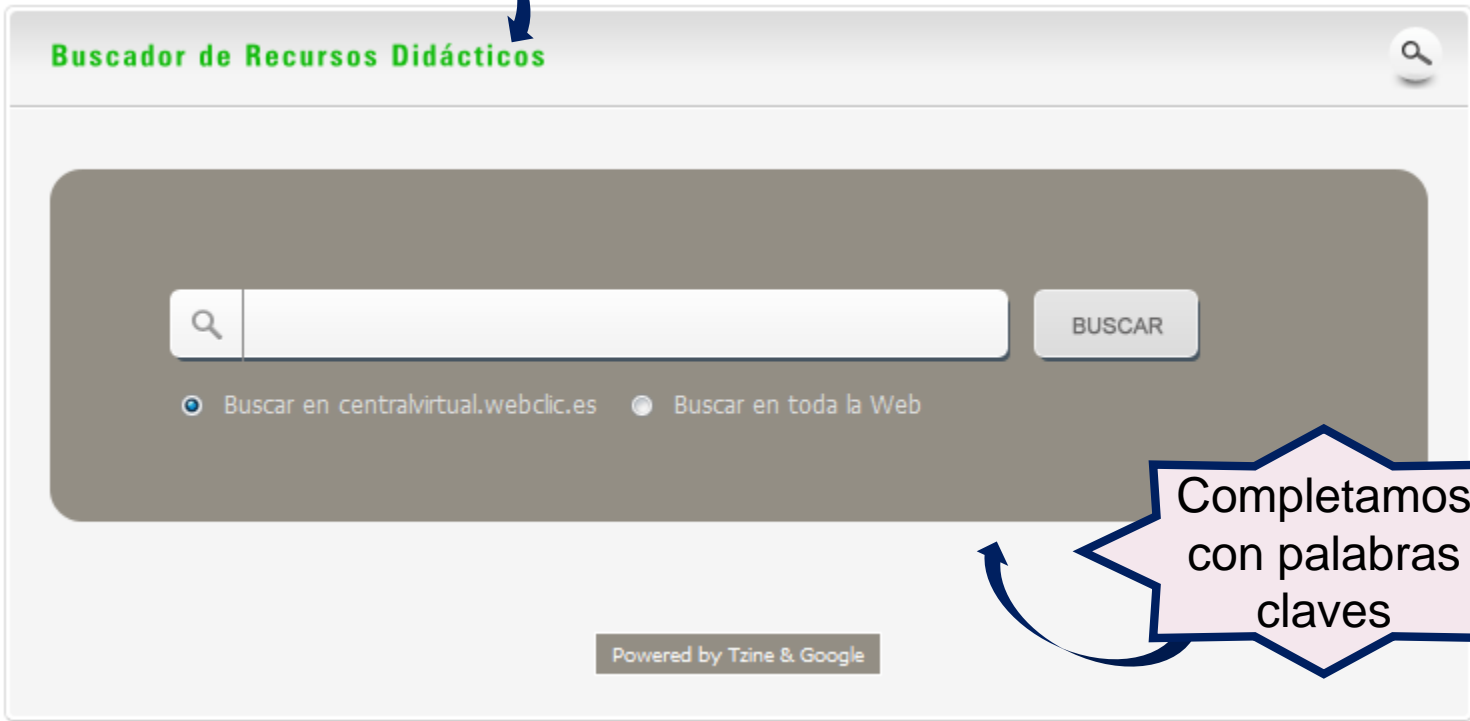 Buscador de Recursos Didácticos
BUSCAR
Buscar en centralvirtual.webclic.es Buscar en toda la Web
Completamos
con palabras
claves
Powered by Tzine & Google